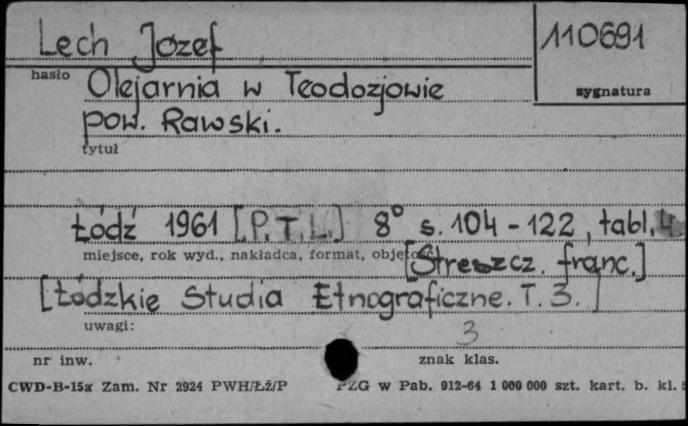 Lech Józef 110691
hasło
sygnatura
Olejarnia w Teodozjowie
pow. Rawski.
tytuł
Łódź 1961 [P.T.L.] 8° s. 104-122, tabl. 4
miejsce, rok wyd., nakładca, format, objętość
[Streszcz. franc.]
[Łódzkie Studia Etnograficzne. T. 3.]
uwagi:
3
nr inw. znak klas.
CWD-B-15a Zam. Nr 2924 PWH/Łź/P PZG w Pab. 912-64 1 000 000 szt. kart. b. kl. 5